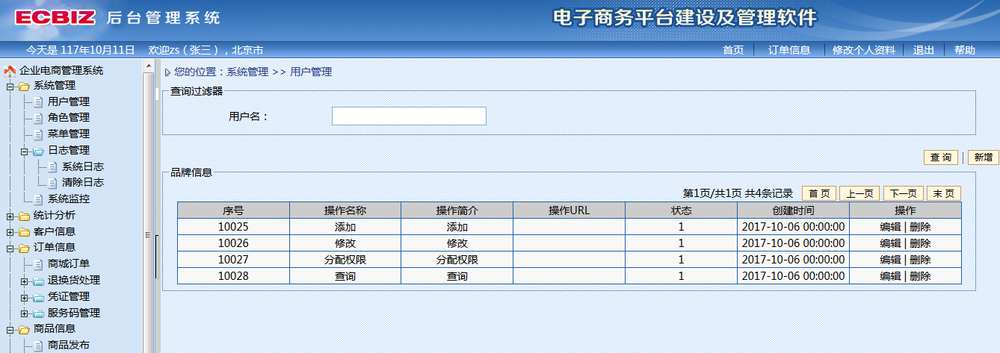 ECBIZ 后台管理系统
电子商务平台建设及管理软件
今天是 117年10月11日 欢迎zs（张三），北京市
首页 订单信息 修改个人资料 退出 帮助
企业电商管理系统
系统管理
用户管理
角色管理
菜单管理
日志管理
系统日志
清除日志
系统监控
统计分析
客户信息
订单信息
商城订单
退换货处理
凭证管理
服务码管理
商品信息
商品发布
您的位置：系统管理 >> 用户管理
查询过滤器
用户名：
查 询 新增
品牌信息
第1页/共1页 共4条记录 首 页 上一页 下一页 末 页
序号 操作名称 操作简介 操作URL 状态 创建时间 操作
10025 添加 添加 1 2017-10-06 00:00:00 编辑 | 删除
10026 修改 修改 1 2017-10-06 00:00:00 编辑 | 删除
10027 分配权限 分配权限 1 2017-10-06 00:00:00 编辑 | 删除
10028 查询 查询 1 2017-10-06 00:00:00 编辑 | 删除